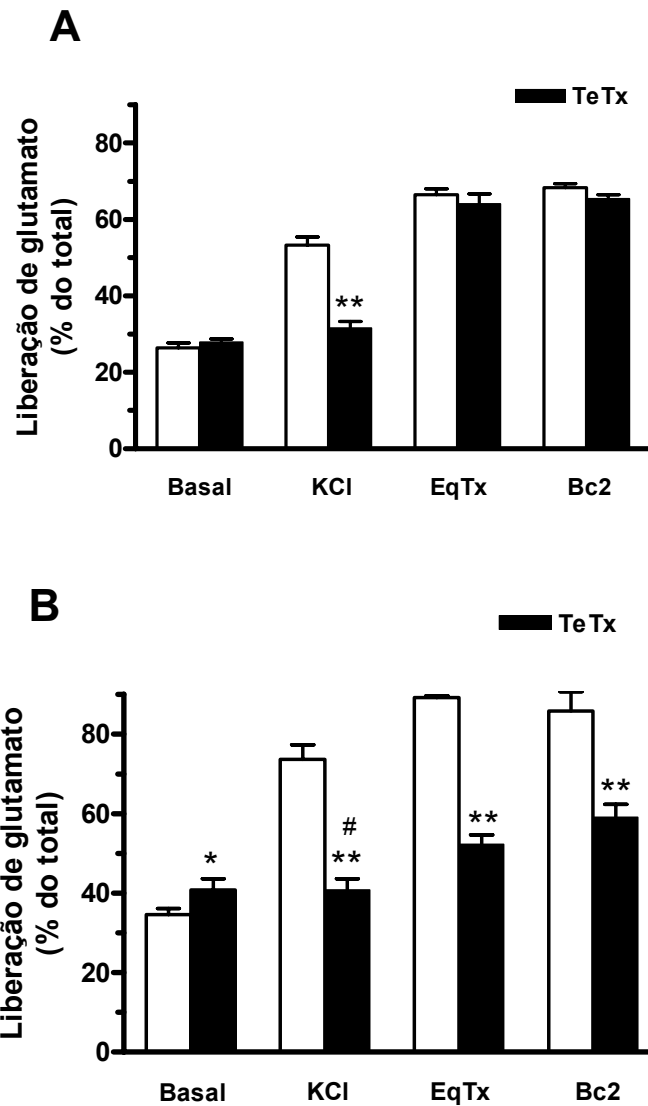 A
TeTx
Liberação de glutamato
(% do total)
80
60
40
20
0
**
Basal KCl EqTx Bc2
B
TeTx
Liberação de glutamato
(% do total)
80
60
40
20
0
*
#
**
**
**
Basal KCl EqTx Bc2